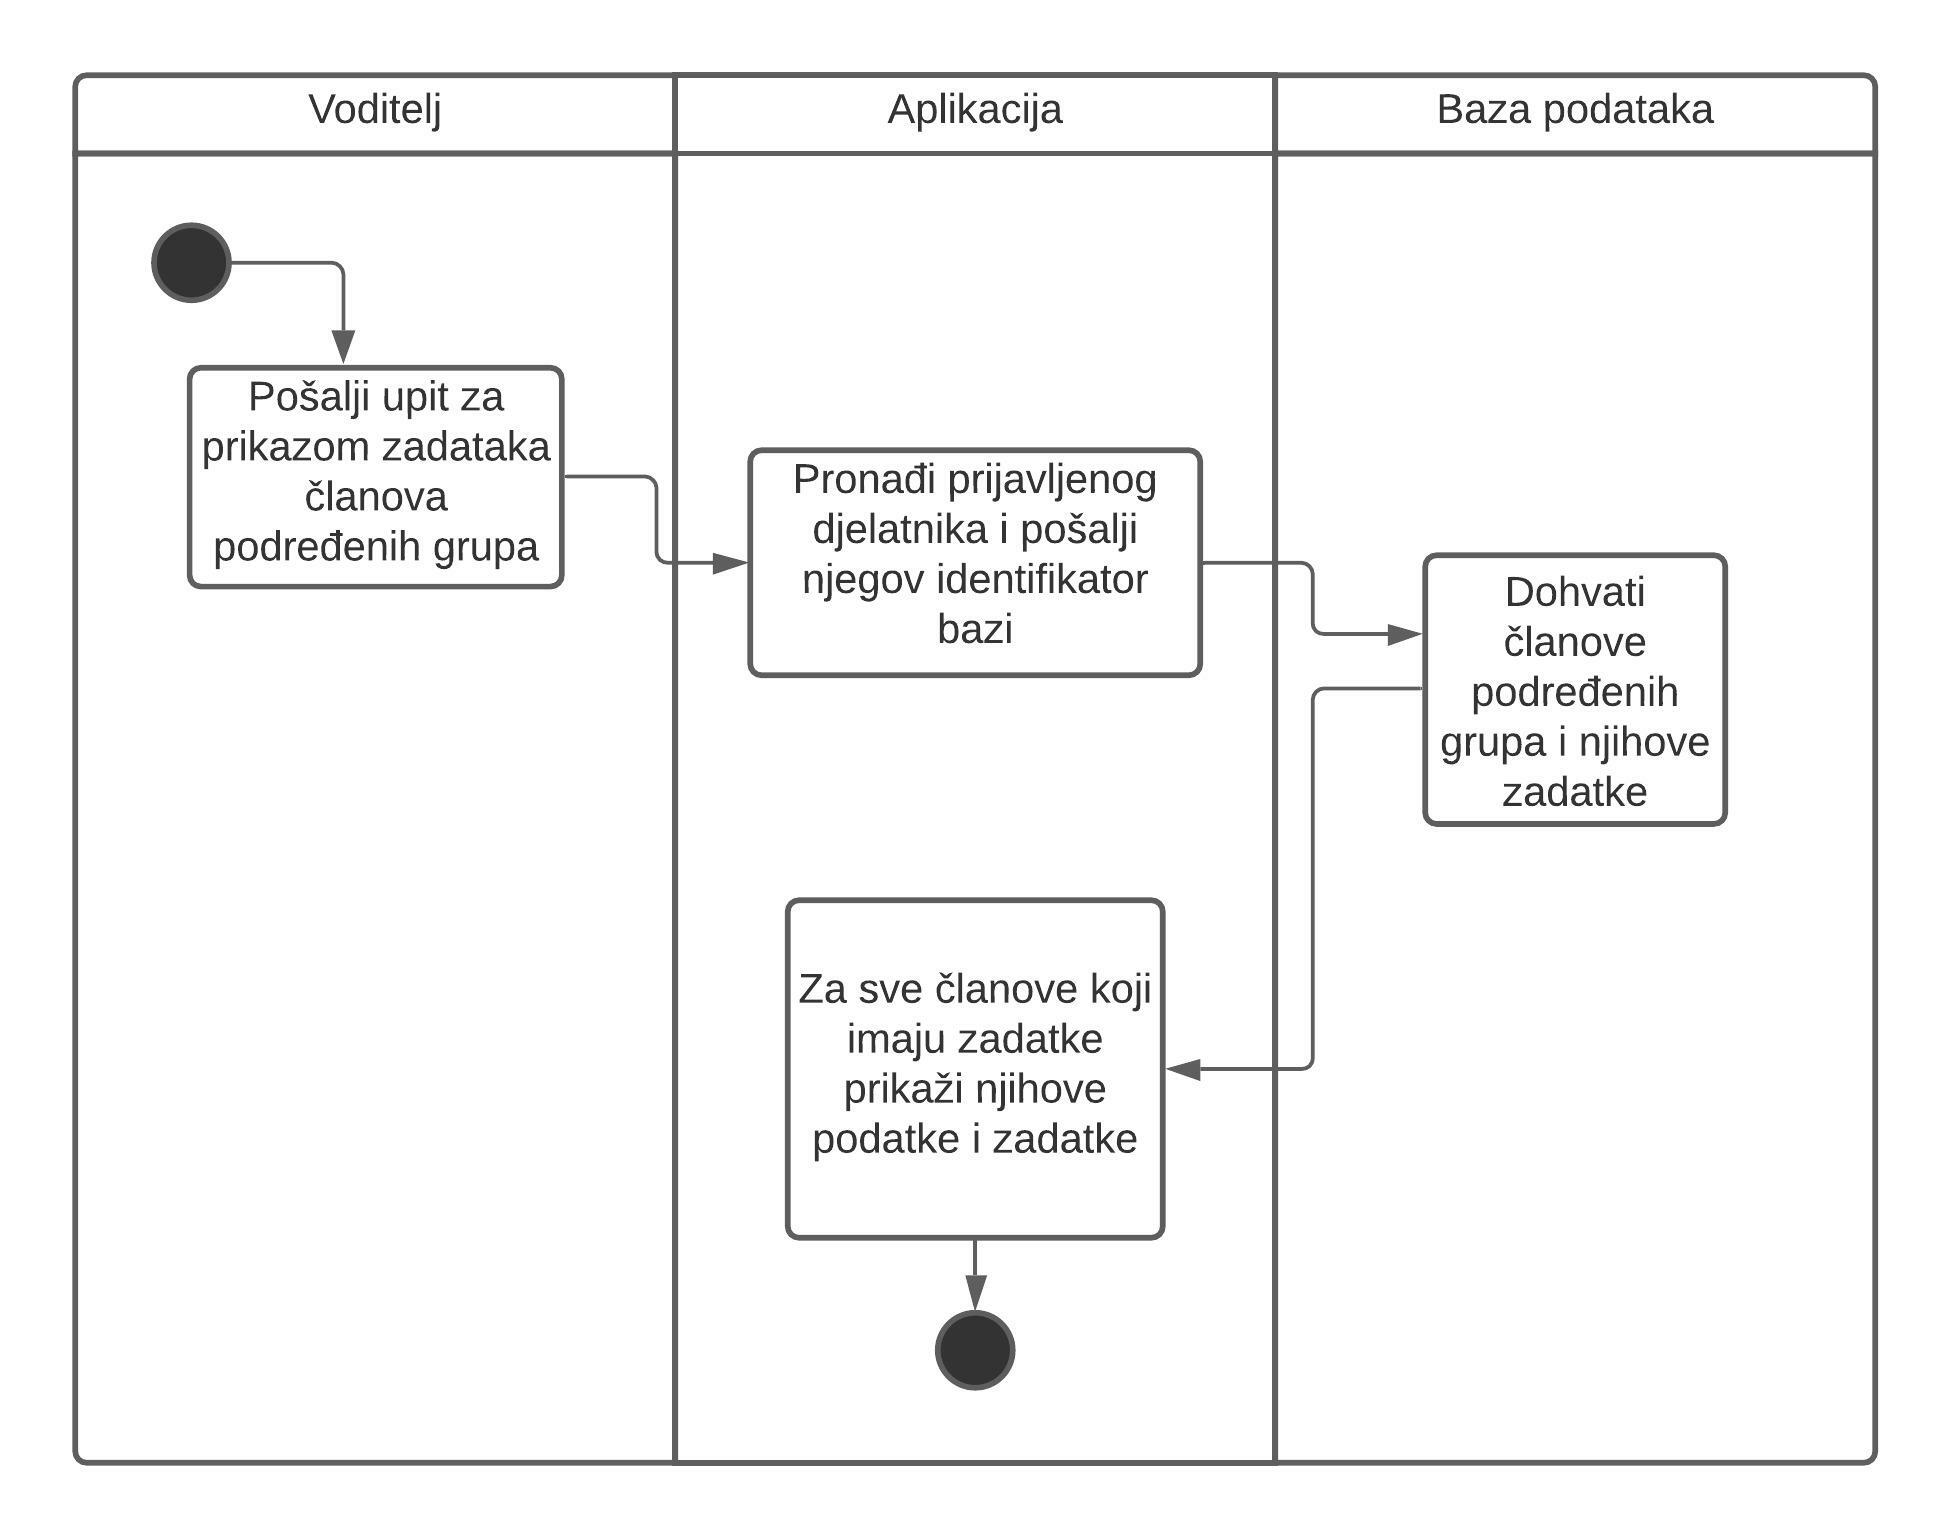 Voditelj
Aplikacija
Baza podataka
Pošalji upit za
prikazom zadataka
članova
podređenih grupa
Pronađi prijavljenog
djelatnika i pošalji
njegov identifikator
bazi
Dohvati
članove
podređenih
grupa i njihove
zadatke
Za sve članove koji
imaju zadatke
prikaži njihove
podatke i zadatke